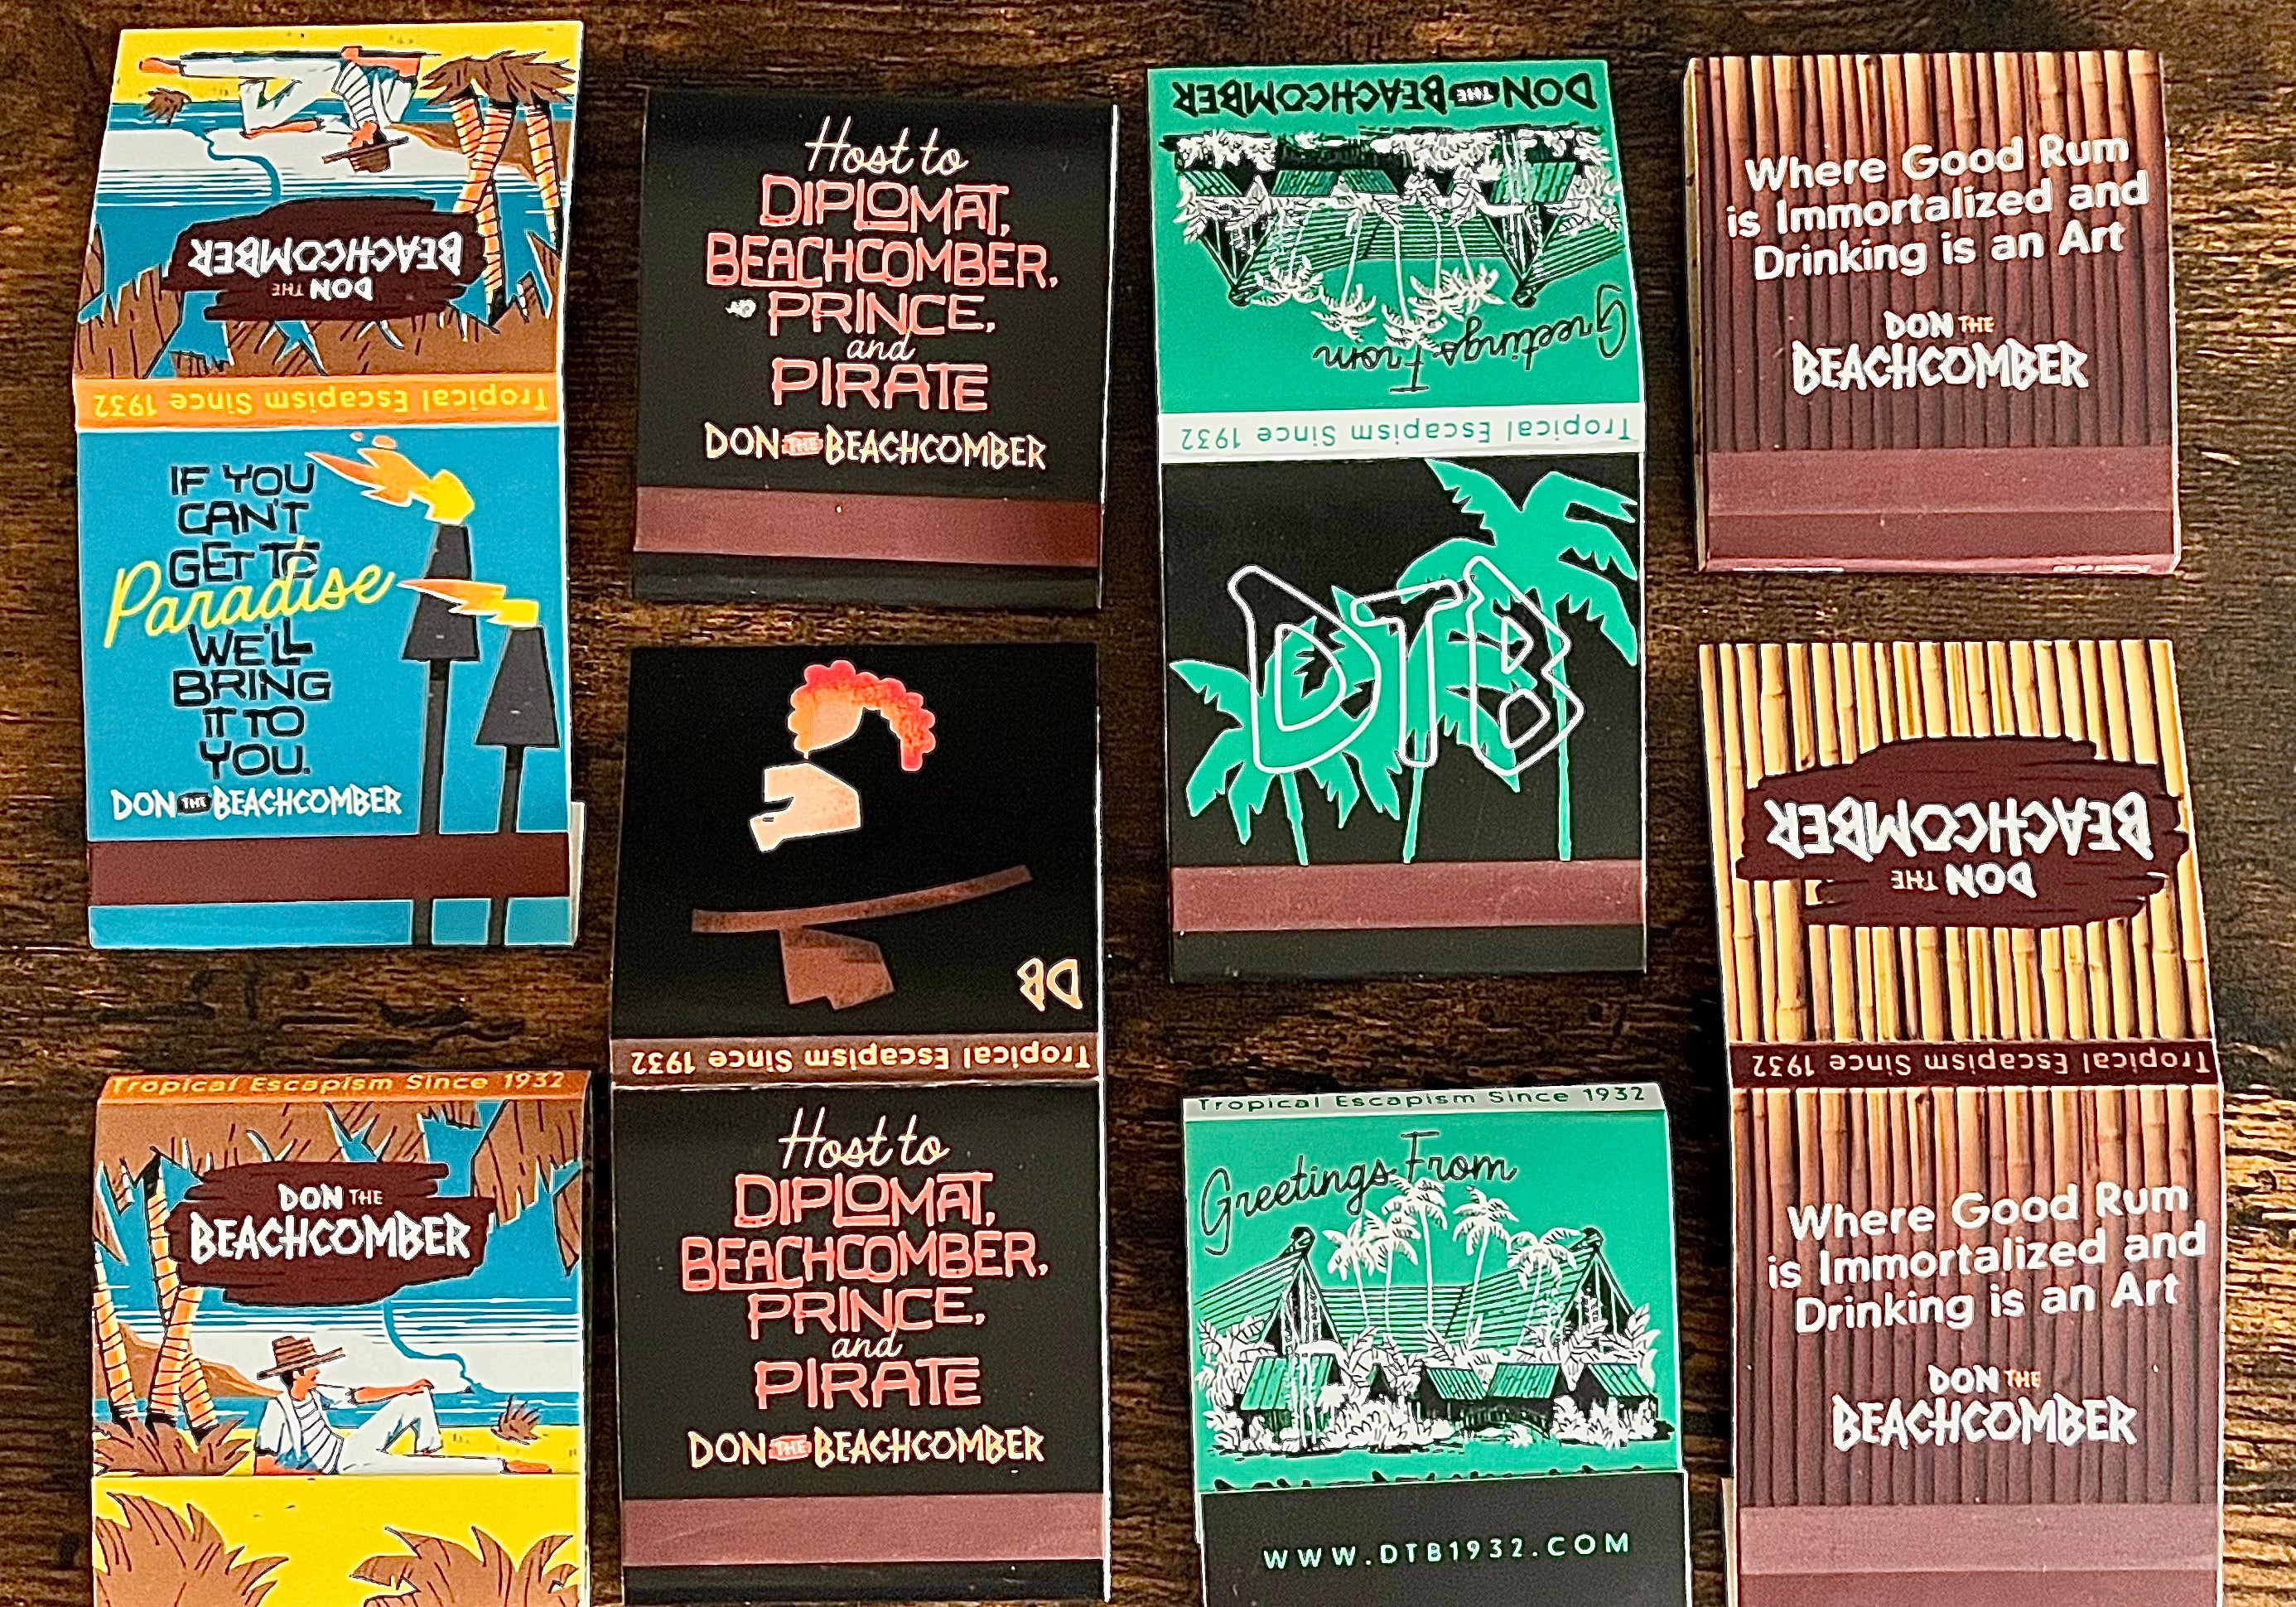 DON THE
BEACHCOMBER
Tropical Escapism Since 1932
IF YOU
CAN'T
GET TO
Paradise
WE'LL
BRING
IT TO
YOU.
DON THE BEACHCOMBER
Tropical Escapism Since 1932
DON THE
BEACHCOMBER
Host to
DIPLOMAT,
BEACHCOMBER,
PRINCE,
and
PIRATE
DON THE BEACHCOMBER
DB
Tropical Escapism Since 1932
Host to
DIPLOMAT,
BEACHCOMBER,
PRINCE,
and
PIRATE
DON THE BEACHCOMBER
Greetings From
DON THE BEACHCOMBER
Tropical Escapism Since 1932
DTB
Tropical Escapism Since 1932
Greetings From
WWW.DTB1932.COM
Where Good Rum
is Immortalized and
Drinking is an Art
DON THE
BEACHCOMBER
DON THE
BEACHCOMBER
Tropical Escapism Since 1932
Where Good Rum
is Immortalized and
Drinking is an Art
DON THE
BEACHCOMBER